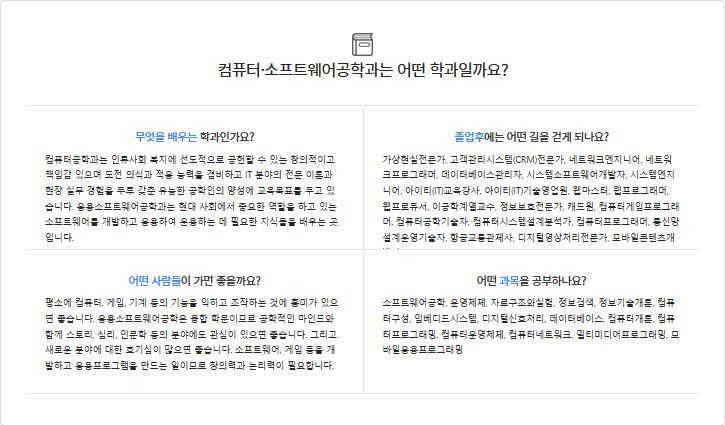 컴퓨터·소프트웨어공학과는 어떤 학과일까요?
무엇을 배우는 학과인가요?
컴퓨터공학과는 인류사회 복지에 선도적으로 공헌할 수 있는 창의적이고
책임감 있으며 도전 의식과 적응 능력을 겸비하고 IT 분야의 전문 이론과
현장 실무 경험을 두루 갖춘 유능한 공학인의 양성에 교육목표를 두고 있
습니다. 응용소프트웨어공학과는 현대 사회에서 중요한 역할을 하고 있는
소프트웨어를 개발하고 응용하여 운용하는 데 필요한 지식들을 배우는 곳
입니다.
졸업후에는 어떤 길을 걷게 되나요?
가상현실전문가, 고객관리시스템(CRM)전문가, 네트워크엔지니어, 네트워
크프로그래머, 데이터베이스관리자, 시스템소프트웨어개발자, 시스템엔지
니어, 아이티(IT)교육강사, 아이티(IT)기술영업원, 웹마스터, 웹프로그래머,
웹프로듀서, 이공학계열교수, 정보보호전문가, 캐드원, 컴퓨터게임프로그래
머, 컴퓨터공학기술자, 컴퓨터시스템설계분석가, 컴퓨터프로그래머, 통신망
설계운영기술자, 항공교통관제사, 디지털영상처리전문가, 모바일콘텐츠개
어떤 사람들이 가면 좋을까요?
평소에 컴퓨터, 게임, 기계 등의 기능을 익히고 조작하는 것에 흥미가 있으
면 좋습니다. 응용소프트웨어공학은 융합 학문이므로 공학적인 마인드와
함께 스토리, 심리, 인문학 등의 분야에도 관심이 있으면 좋습니다. 그리고
새로운 분야에 대한 호기심이 많으면 좋습니다. 소프트웨어, 게임 등을 개
발하고 응용프로그램을 만드는 일이므로 창의력과 논리력이 필요합니다.
어떤 과목을 공부하나요?
소프트웨어공학, 운영체제, 자료구조와실험, 정보검색, 정보기술개론, 컴퓨
터구성, 임베디드시스템, 디지털신호처리, 데이터베이스, 컴퓨터개론, 컴퓨
터프로그래밍, 컴퓨터운영체제, 컴퓨터네트워크, 멀티미디어프로그래밍, 모
바일응용프로그래밍